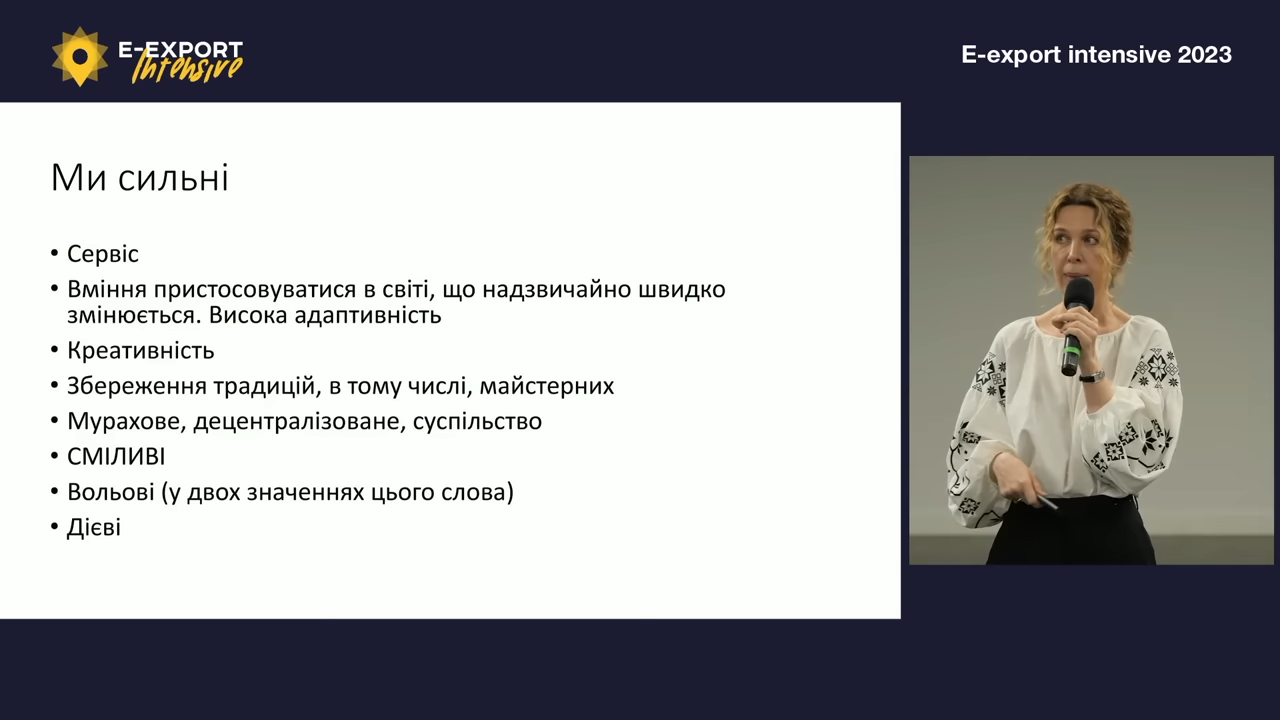 E-EXPORT
Intensive
E-export intensive 2023
Ми сильні
• Сервіс
• Вміння пристосовуватися в світі, що надзвичайно швидко
змінюється. Висока адаптивність
• Креативність
• Збереження традицій, в тому числі, майстерних
• Мурахове, децентралізоване, суспільство
• СМІЛИВІ
• Вольові (у двох значеннях цього слова)
• Дієві